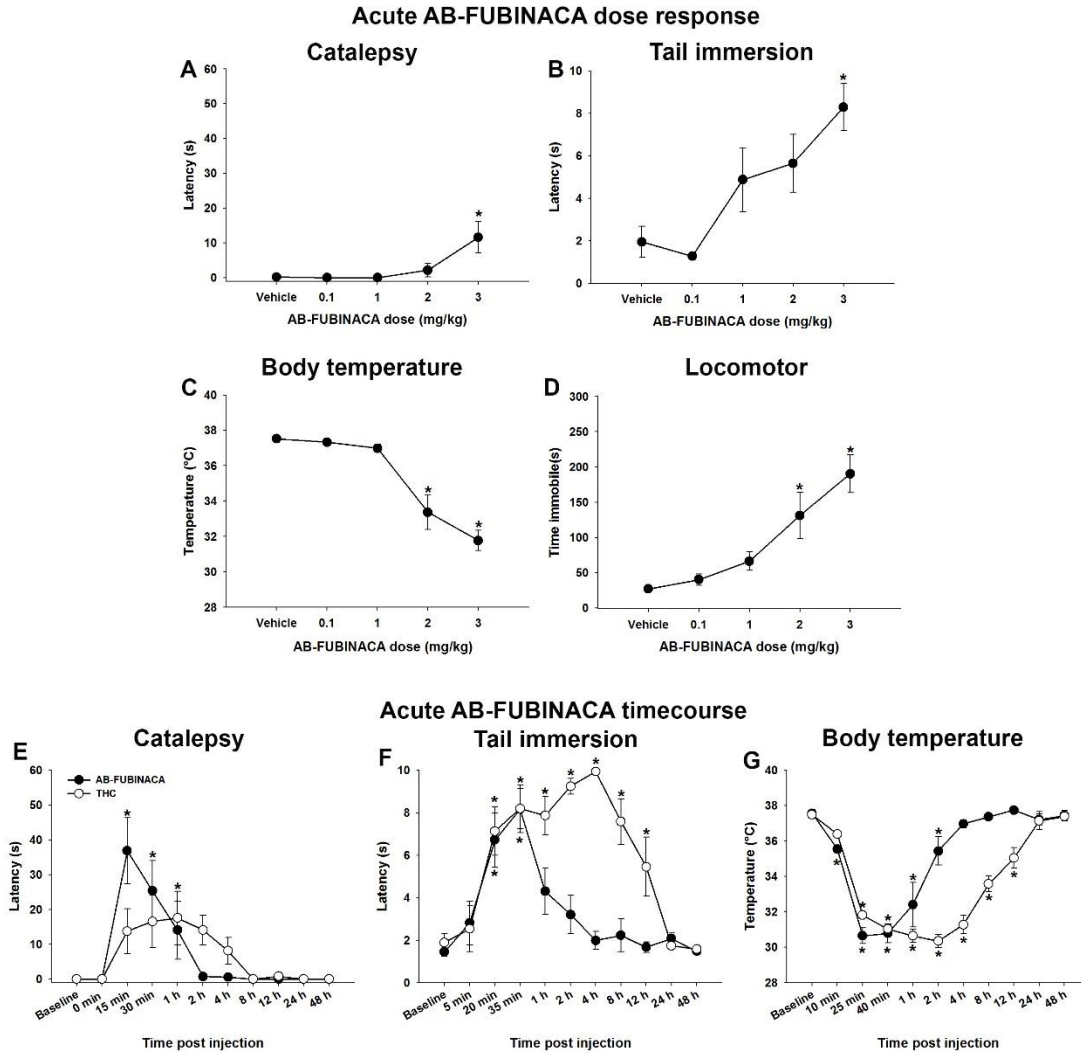 Acute AB-FUBINACA dose response
A
Catalepsy
60
50
40
30
20
10
0
Latency (s)
*
Vehicle 0.1 1 2 3
AB-FUBINACA dose (mg/kg)
B
Tail immersion
10
8
6
4
2
0
Latency (s)
*
Vehicle 0.1 1 2 3
AB-FUBINACA dose (mg/kg)
C
Body temperature
40
38
36
34
32
30
28
Temperature (°C)
*
*
Vehicle 0.1 1 2 3
AB-FUBINACA dose (mg/kg)
D
Locomotor
300
250
200
150
100
50
0
Time immobile(s)
*
*
Vehicle 0.1 1 2 3
AB-FUBINACA dose (mg/kg)
Acute AB-FUBINACA timecourse
E
Catalepsy
60
50
40
30
20
10
0
Latency (s)
AB-FUBINACA
THC
*
*
*
Baseline 0 min 15 min 30 min 1 h 2 h 4 h 8 h 12 h 24 h 48 h
Time post injection
F
Tail immersion
10
8
6
4
2
0
Latency (s)
* * * * * * *
* *
Baseline 5 min 20 min 35 min 1 h 2 h 4 h 8 h 12 h 24 h 48 h
Time post injection
G
Body temperature
40
38
36
34
32
30
28
Temperature (°C)
* * * * *
* * * * * * *
Baseline 10 min 25 min 40 min 1 h 2 h 4 h 8 h 12 h 24 h 48 h
Time post injection